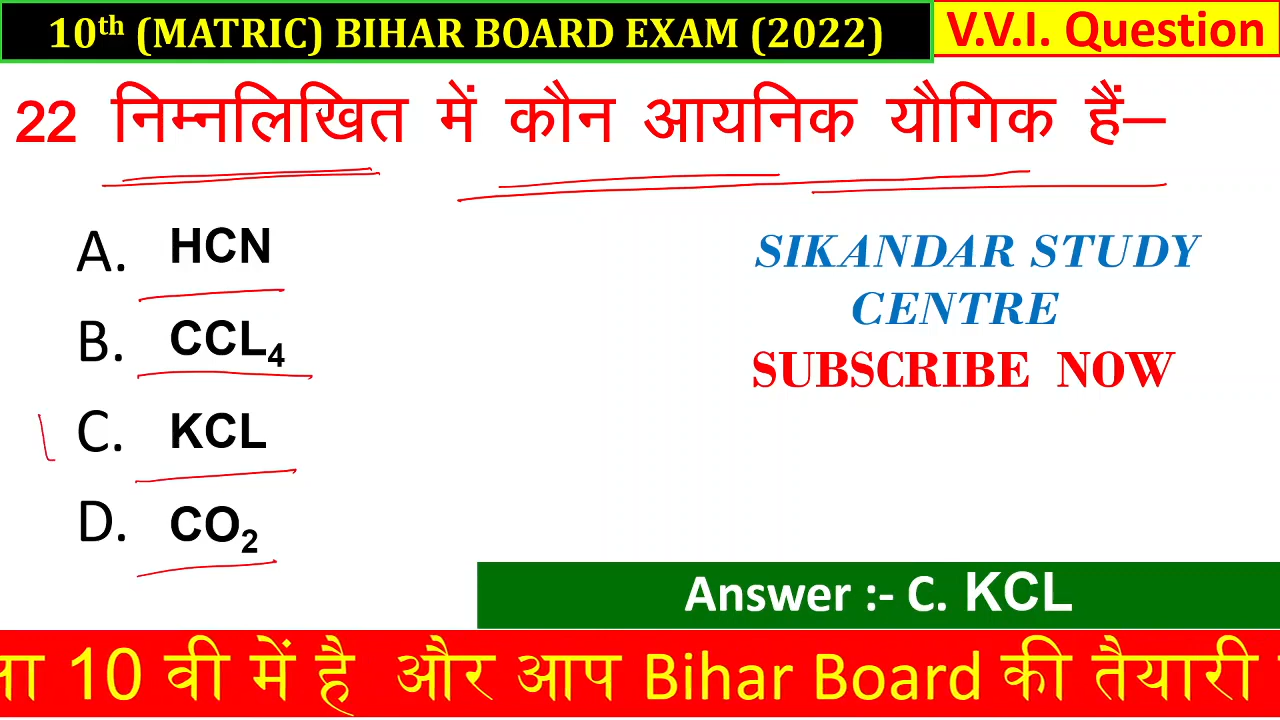 10th (MATRIC) BIHAR BOARD EXAM (2022)
V.V.I. Question
22 निम्नलिखित में कौन आयनिक यौगिक हैं–
A. HCN
B. CCL4
C. KCL
D. CO2
SIKANDAR STUDY
CENTRE
SUBSCRIBE NOW
Answer :- C. KCL
10 वी में है और आप Bihar Board की तैयारी